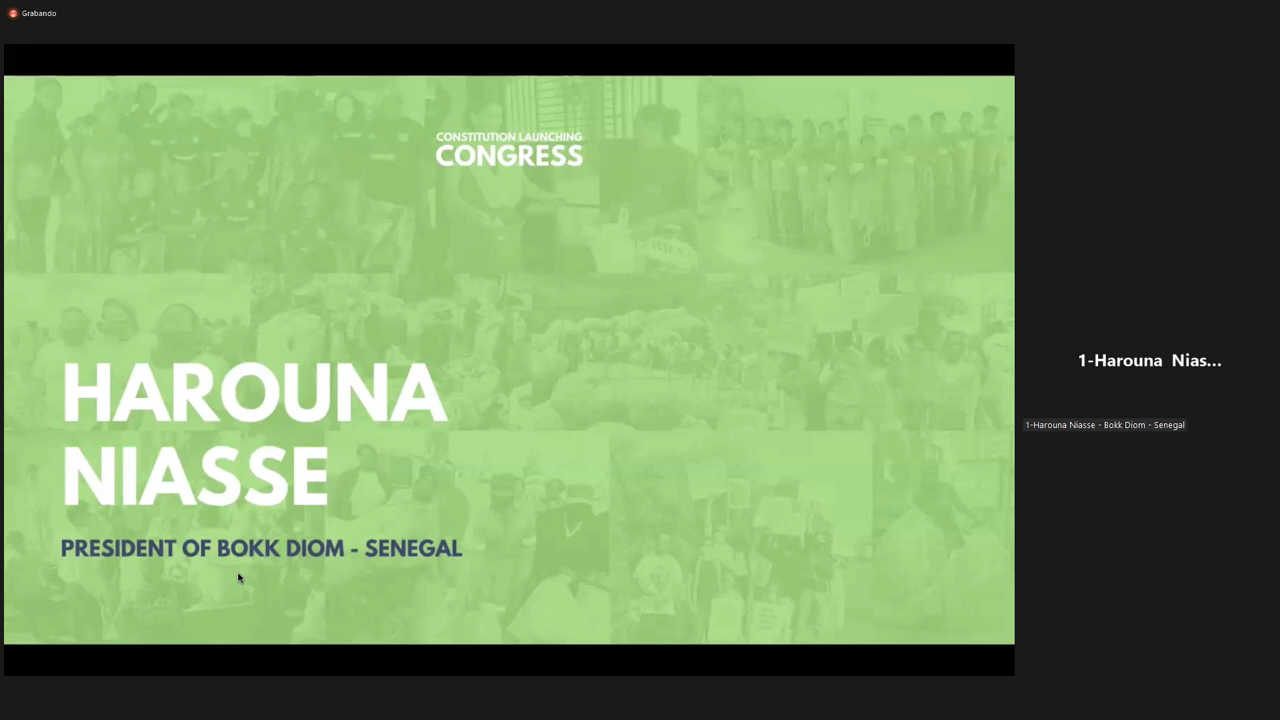 Grabando
CONSTITUTION LAUNCHING
CONGRESS
HAROUNA
NIASSE
PRESIDENT OF BOKK DIOM - SENEGAL
1-Harouna Nias...
1-Harouna Niasse - Bokk Diom - Senegal